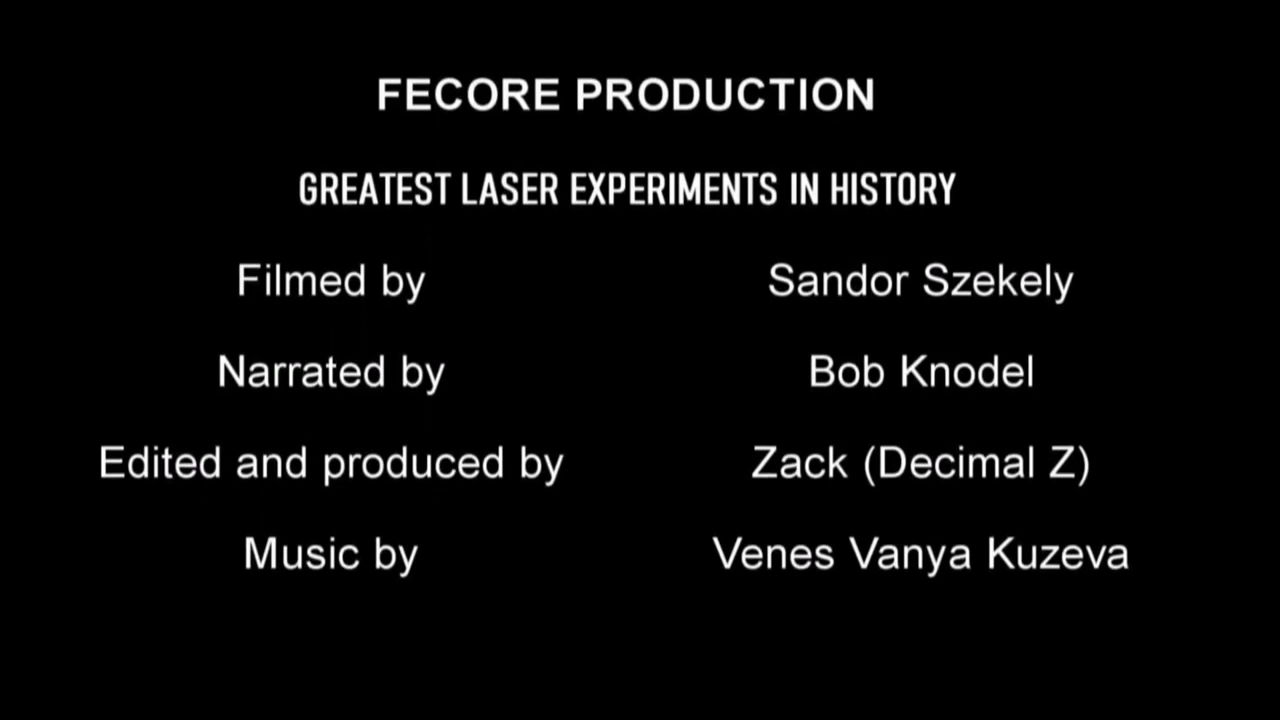 FECORE PRODUCTION
GREATEST LASER EXPERIMENTS IN HISTORY
Filmed by Sandor Szekely
Narrated by Bob Knodel
Edited and produced by Zack (Decimal Z)
Music by Venes Vanya Kuzeva